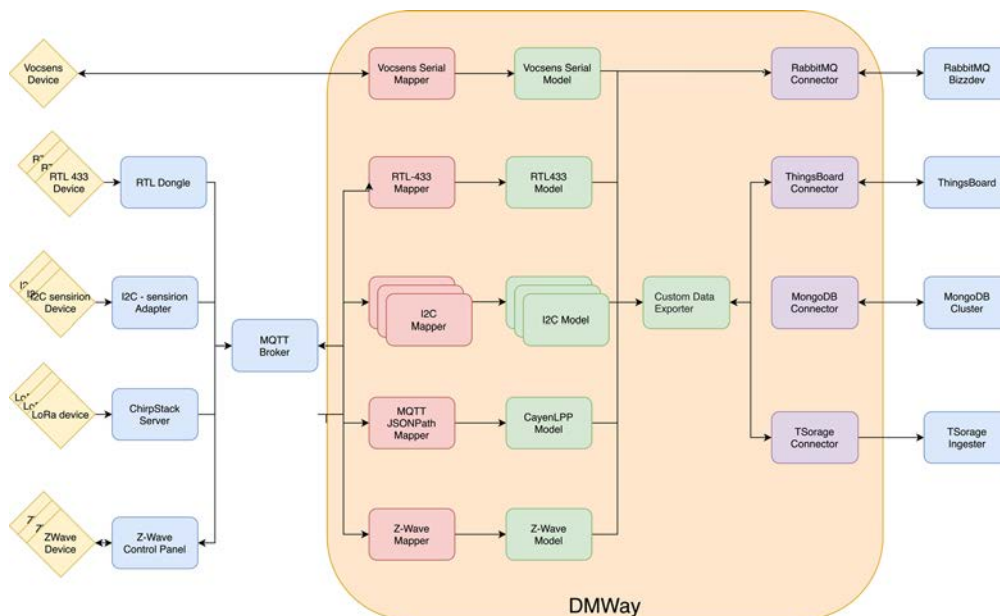 Vocsens
Device
Vocsens Serial
Mapper
Vocsens Serial
Model
RabbitMQ
Connector
RabbitMQ
Bizzdev
RT
RT
RTL 433
Device
RTL Dongle
RTL-433
Mapper
RTL433
Model
ThingsBoard
Connector
ThingsBoard
I2C sensirion
Device
I2C - sensirion
Adapter
MQTT
Broker
I2C
Mapper
I2C Model
Custom Data
Exporter
MongoDB
Connector
MongoDB
Cluster
LoRa device
ChirpStack
Server
MQTT
JSONPath
Mapper
CayenLPP
Model
TSorage
Connector
TSorage
Ingester
ZWave
Device
Z-Wave
Control Panel
Z-Wave
Mapper
Z-Wave
Model
DMWay